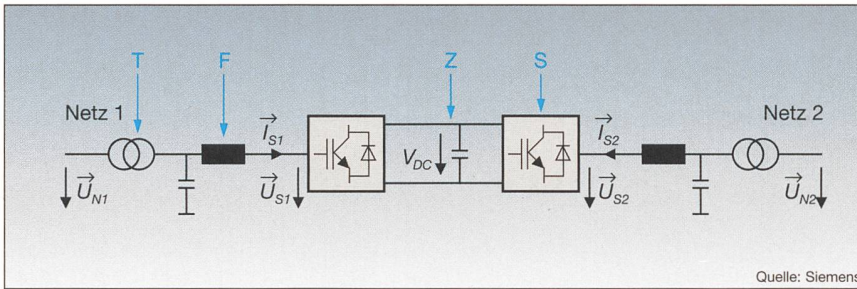 T F Z S
Netz 1 Netz 2
I_S1 I_S2
V_DC
U_N1 U_S1 U_S2 U_N2
Quelle: Siemens